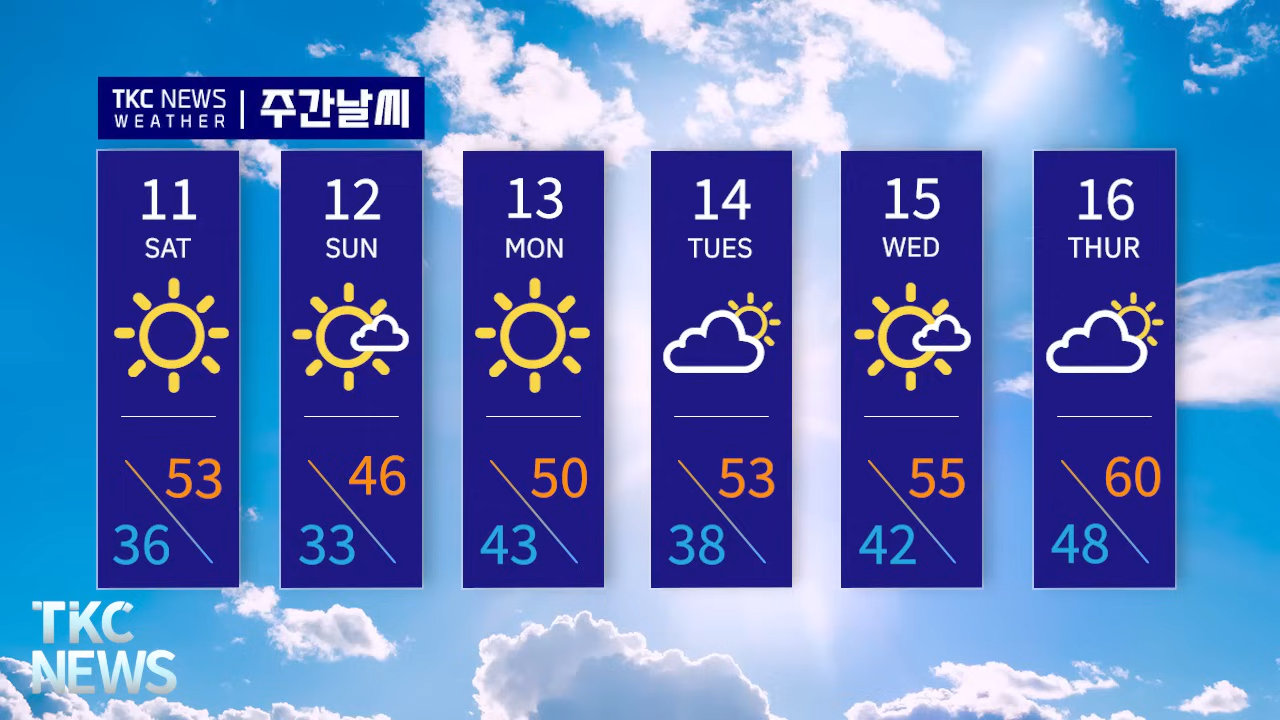 TKC NEWS
WEATHER
주간날씨
11
SAT
53
36
12
SUN
46
33
13
MON
50
43
14
TUES
53
38
15
WED
55
42
16
THUR
60
48
TKC
NEWS